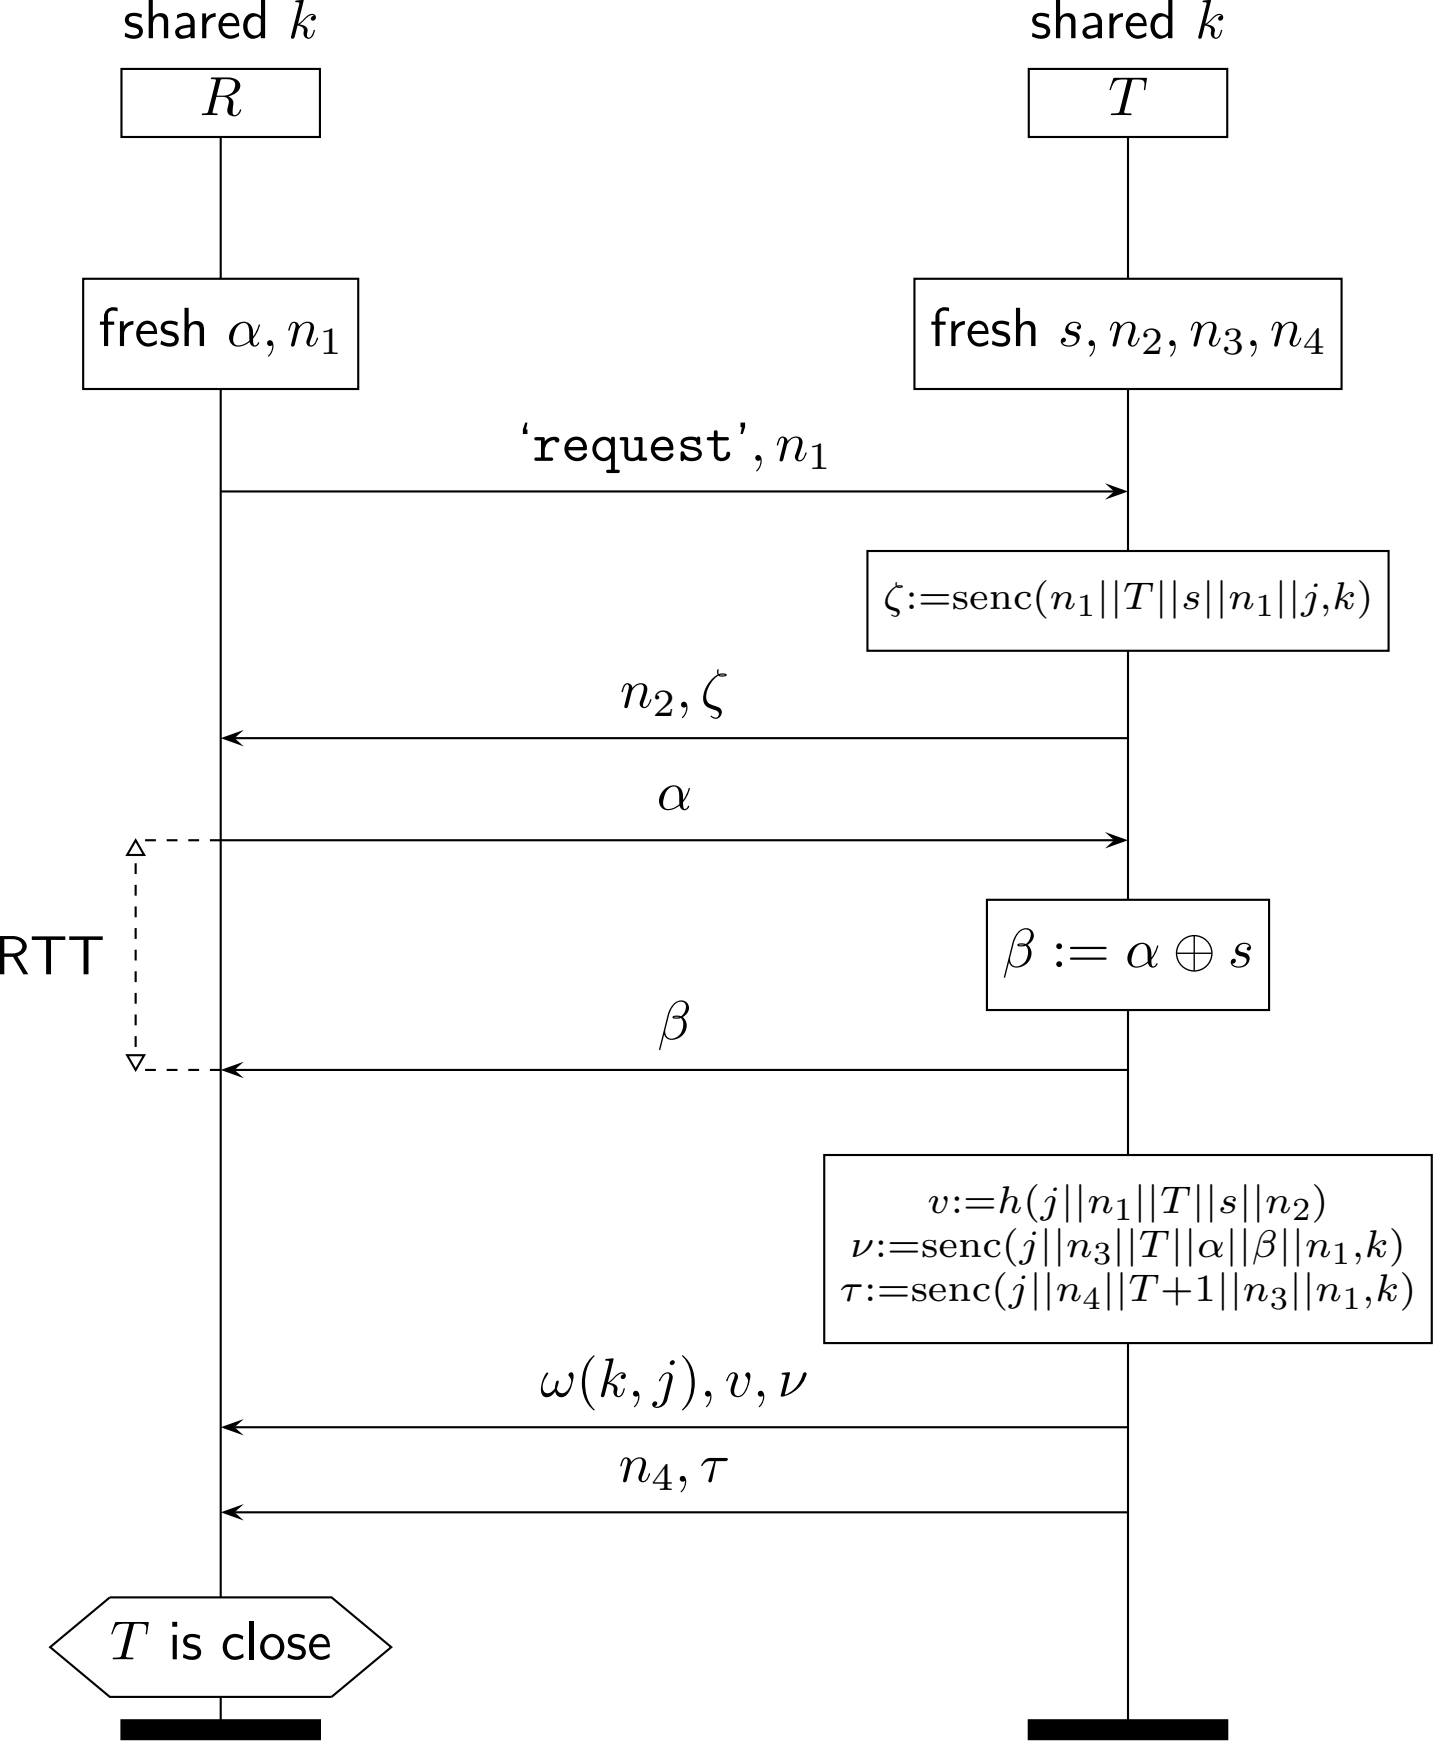 shared k
shared k
R
T
fresh α, n₁
fresh s, n₂, n₃, n₄
‘request’, n₁
ζ:=senc(n₁||T||s||n₁||j,k)
n₂, ζ
α
β := α ⊕ s
RTT
β
v:=h(j||n₁||T||s||n₂)
ν:=senc(j||n₃||T||α||β||n₁,k)
τ:=senc(j||n₄||T+1||n₃||n₁,k)
ω(k, j), v, ν
n₄, τ
T is close